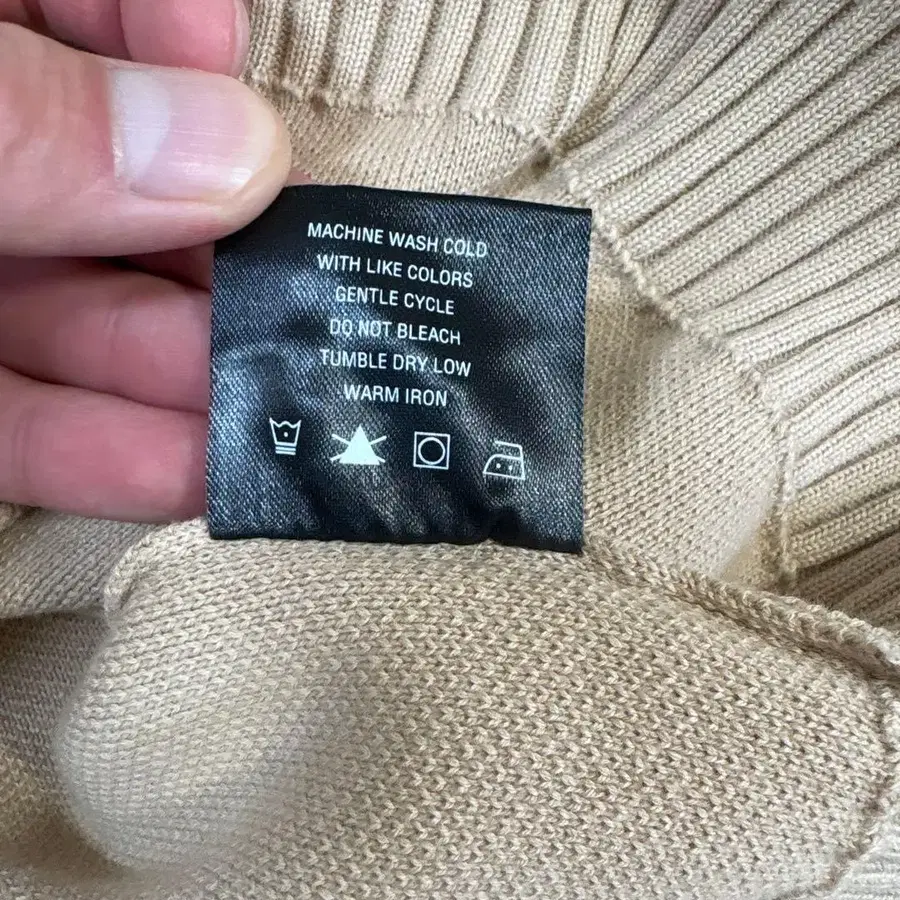 MACHINE WASH COLD
WITH LIKE COLORS
GENTLE CYCLE
DO NOT BLEACH
TUMBLE DRY LOW
WARM IRON